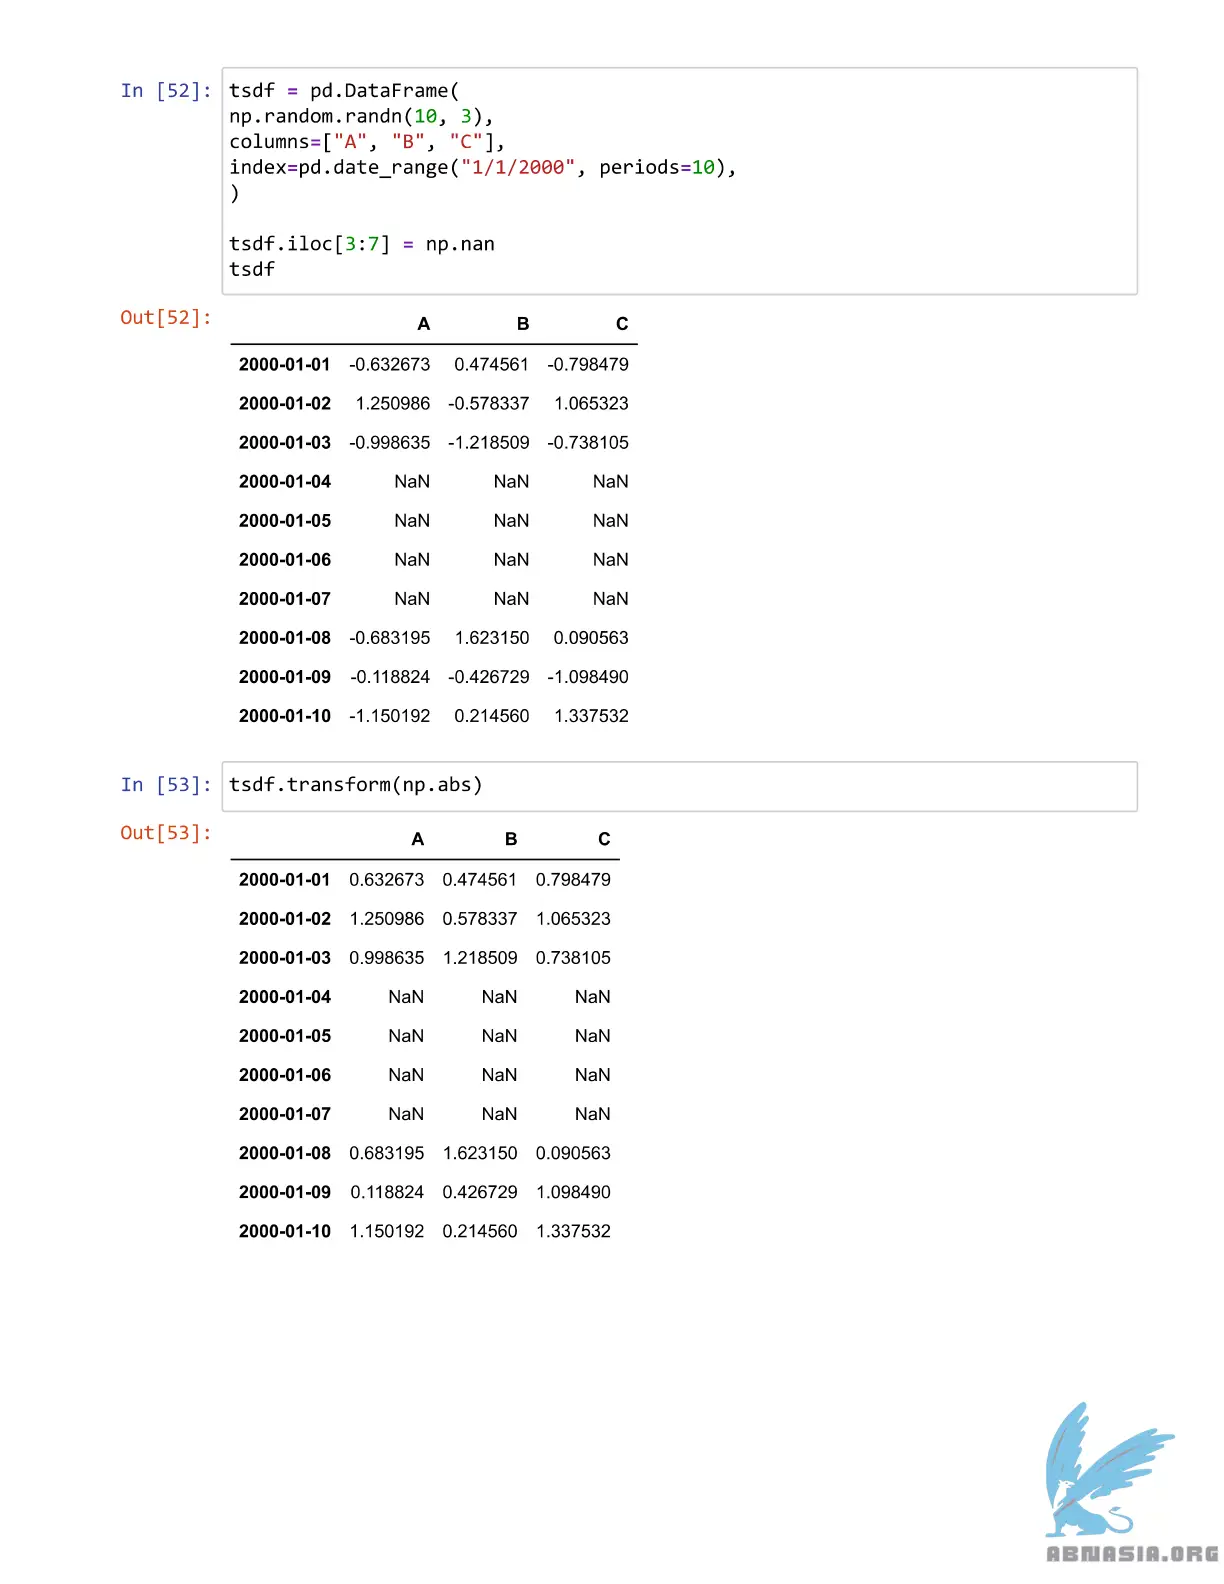 In [52]: tsdf = pd.DataFrame(
np.random.randn(10, 3),
columns=["A", "B", "C"],
index=pd.date_range("1/1/2000", periods=10),
)
tsdf.iloc[3:7] = np.nan
tsdf
Out[52]:
A B C
2000-01-01 -0.632673 0.474561 -0.798479
2000-01-02 1.250986 -0.578337 1.065323
2000-01-03 -0.998635 -1.218509 -0.738105
2000-01-04 NaN NaN NaN
2000-01-05 NaN NaN NaN
2000-01-06 NaN NaN NaN
2000-01-07 NaN NaN NaN
2000-01-08 -0.683195 1.623150 0.090563
2000-01-09 -0.118824 -0.426729 -1.098490
2000-01-10 -1.150192 0.214560 1.337532
In [53]: tsdf.transform(np.abs)
Out[53]:
A B C
2000-01-01 0.632673 0.474561 0.798479
2000-01-02 1.250986 0.578337 1.065323
2000-01-03 0.998635 1.218509 0.738105
2000-01-04 NaN NaN NaN
2000-01-05 NaN NaN NaN
2000-01-06 NaN NaN NaN
2000-01-07 NaN NaN NaN
2000-01-08 0.683195 1.623150 0.090563
2000-01-09 0.118824 0.426729 1.098490
2000-01-10 1.150192 0.214560 1.337532
ABNASIA.ORG